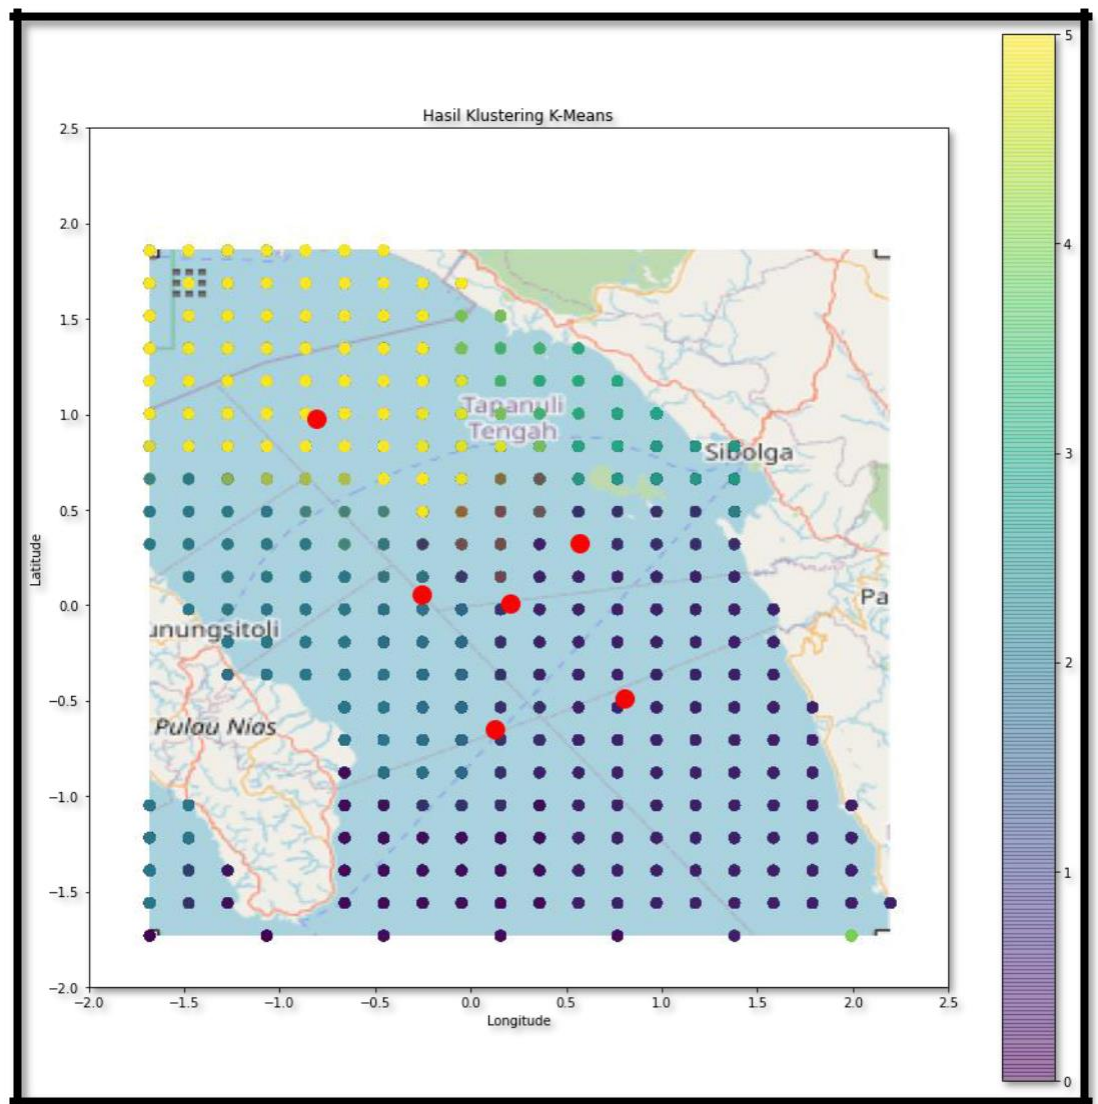 Hasil Klustering K-Means
5
4
3
2
1
0
2.5
2.0
1.5
1.0
0.5
0.0
−0.5
−1.0
−1.5
−2.0
Latitude
Tapanuli
Tengah
Sibolga
Pa
unungsitoli
Pulau Nias
−2.0 −1.5 −1.0 −0.5 0.0 0.5 1.0 1.5 2.0 2.5
Longitude